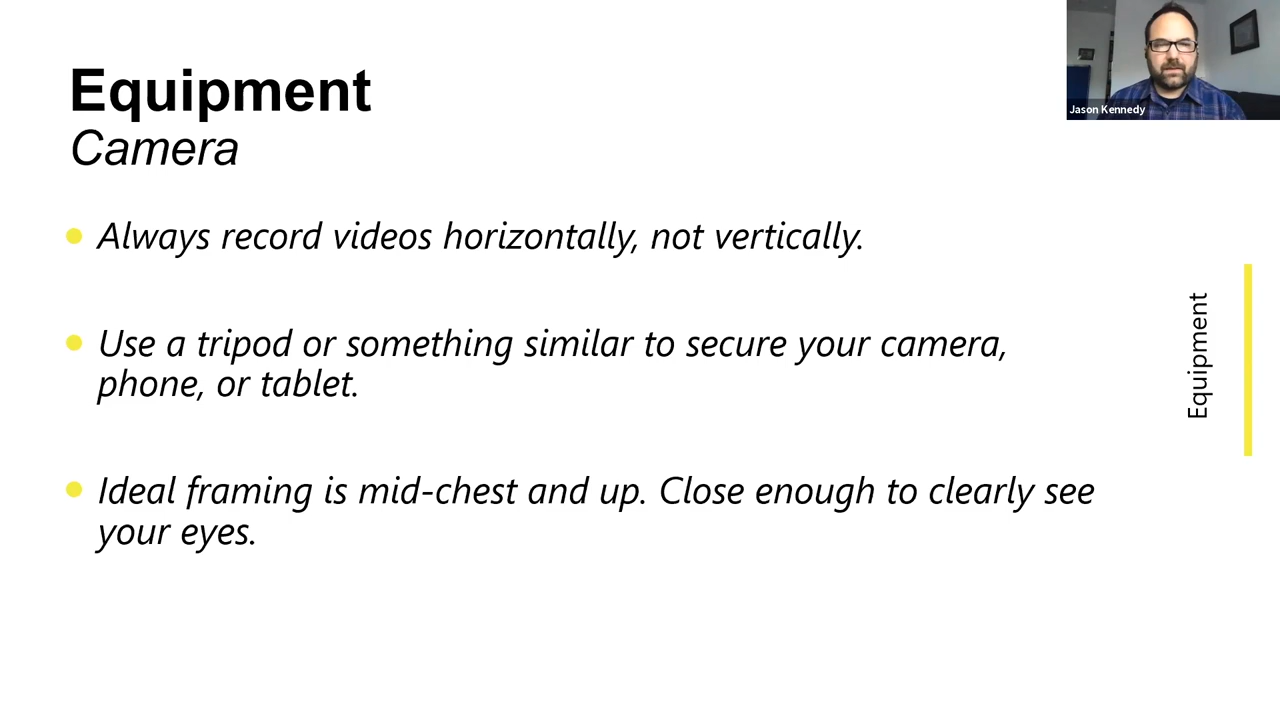 Equipment
Camera
Jason Kennedy
Always record videos horizontally, not vertically.
Use a tripod or something similar to secure your camera,
phone, or tablet.
Ideal framing is mid-chest and up. Close enough to clearly see
your eyes.
Equipment